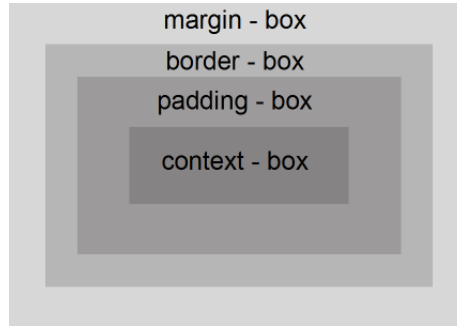 margin - box
border - box
padding - box
context - box